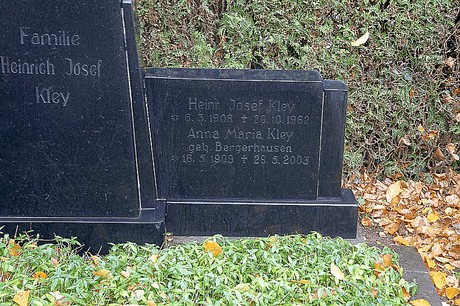 Familie
Heinrich Josef
Kley
Heinr. Josef Kley
* 6.3.1908 + 20.10.1962
Anna Maria Kley
geb. Bergerhausen
* 16.5.1909 + 28.5.2003